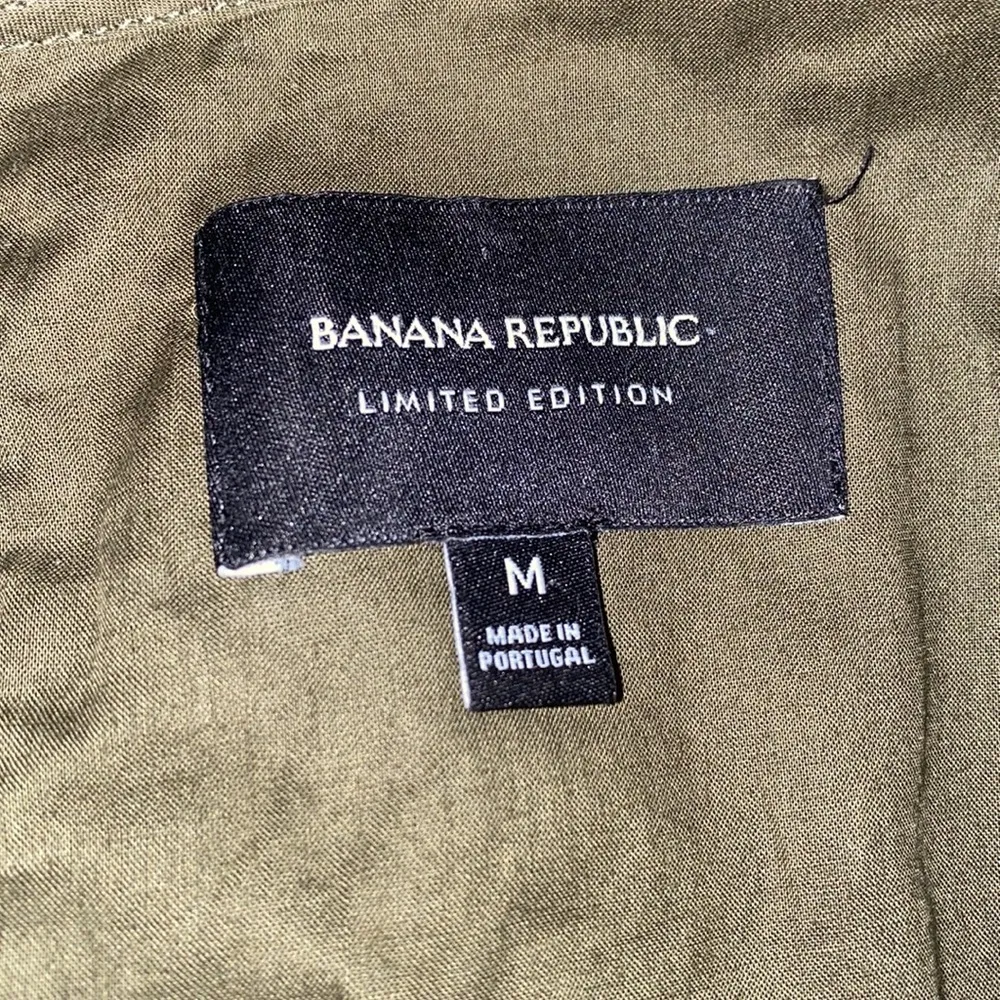 BANANA REPUBLIC
LIMITED EDITION
M
MADE IN
PORTUGAL